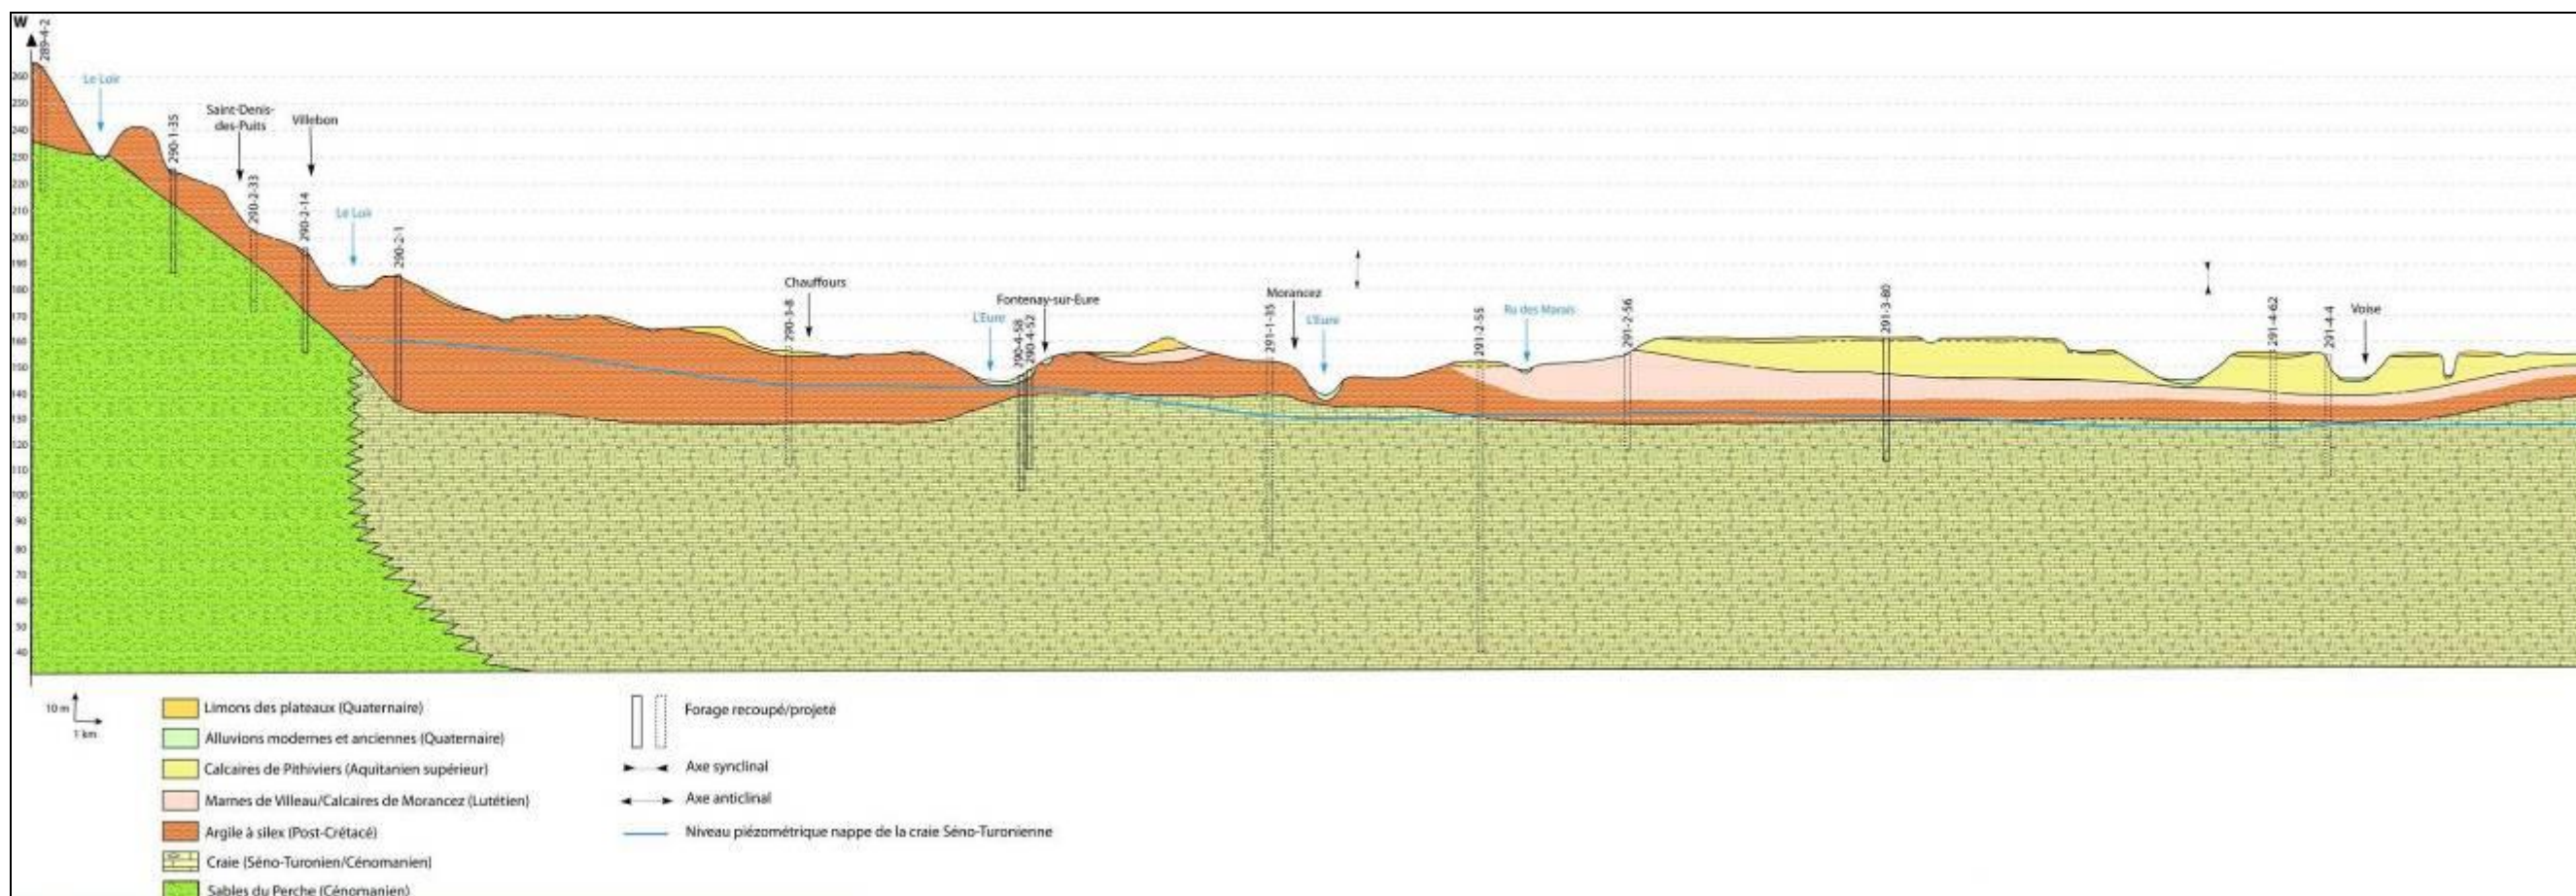 W
289-4-2
Le Loir
260
250
240
230
220
210
200
190
180
170
160
150
140
130
120
110
100
90
80
70
60
50
40
290-1-35
Saint-Denis-
des-Puits
290-2-33
Villebon
290-2-14
Le Loir
290-2-1
Chauffours
290-3-8
L'Eure
290-4-58
290-4-52
Fontenay-sur-Eure
291-1-35
Morancez
L'Eure
291-2-55
Ru des Marais
291-2-56
291-3-80
291-4-62
291-4-4
Voise
10 m
1 km
Limons des plateaux (Quaternaire)
Alluvions modernes et anciennes (Quaternaire)
Calcaires de Pithiviers (Aquitanien supérieur)
Marnes de Villeau/Calcaires de Morancez (Lutétien)
Argile à silex (Post-Crétacé)
Craie (Séno-Turonien/Cénomanien)
Sables du Perche (Cénomanien)
Forage recoupé/projeté
Axe synclinal
Axe anticlinal
Niveau piézométrique nappe de la craie Séno-Turonienne